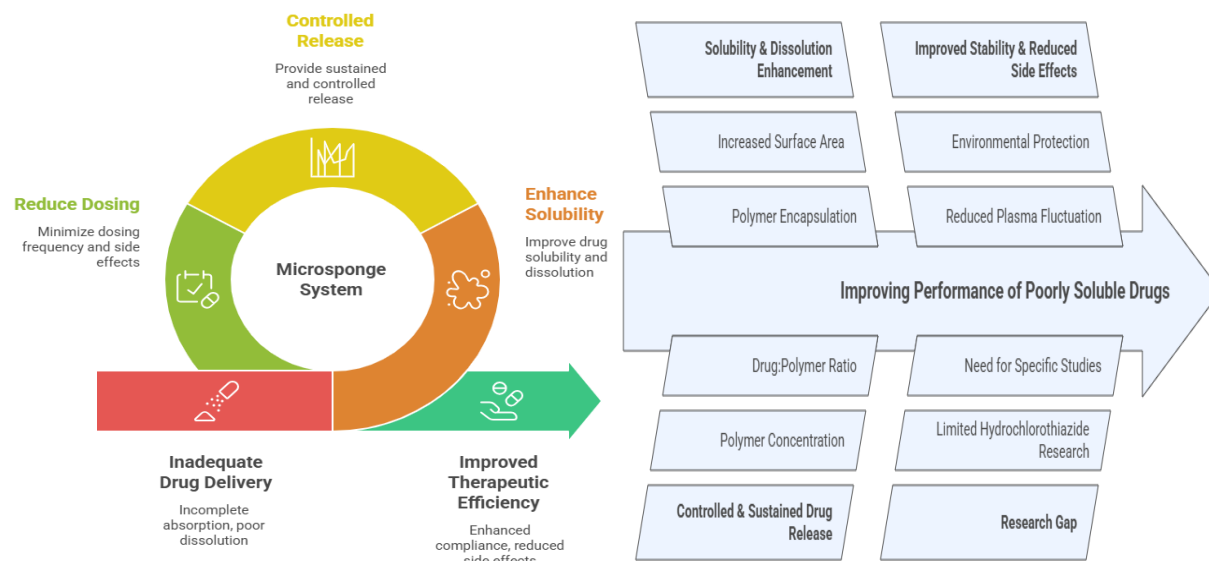 Controlled
Release
Provide sustained
and controlled
release
Reduce Dosing
Minimize dosing
frequency and side
effects
Enhance
Solubility
Improve drug
solubility and
dissolution
Microsponge
System
Inadequate
Drug Delivery
Incomplete
absorption, poor
dissolution
Improved
Therapeutic
Efficiency
Enhanced
compliance, reduced
side effects
Solubility & Dissolution
Enhancement
Increased Surface Area
Polymer Encapsulation
Improved Stability & Reduced
Side Effects
Environmental Protection
Reduced Plasma Fluctuation
Improving Performance of Poorly Soluble Drugs
Drug:Polymer Ratio
Polymer Concentration
Controlled & Sustained Drug
Release
Need for Specific Studies
Limited Hydrochlorothiazide
Research
Research Gap